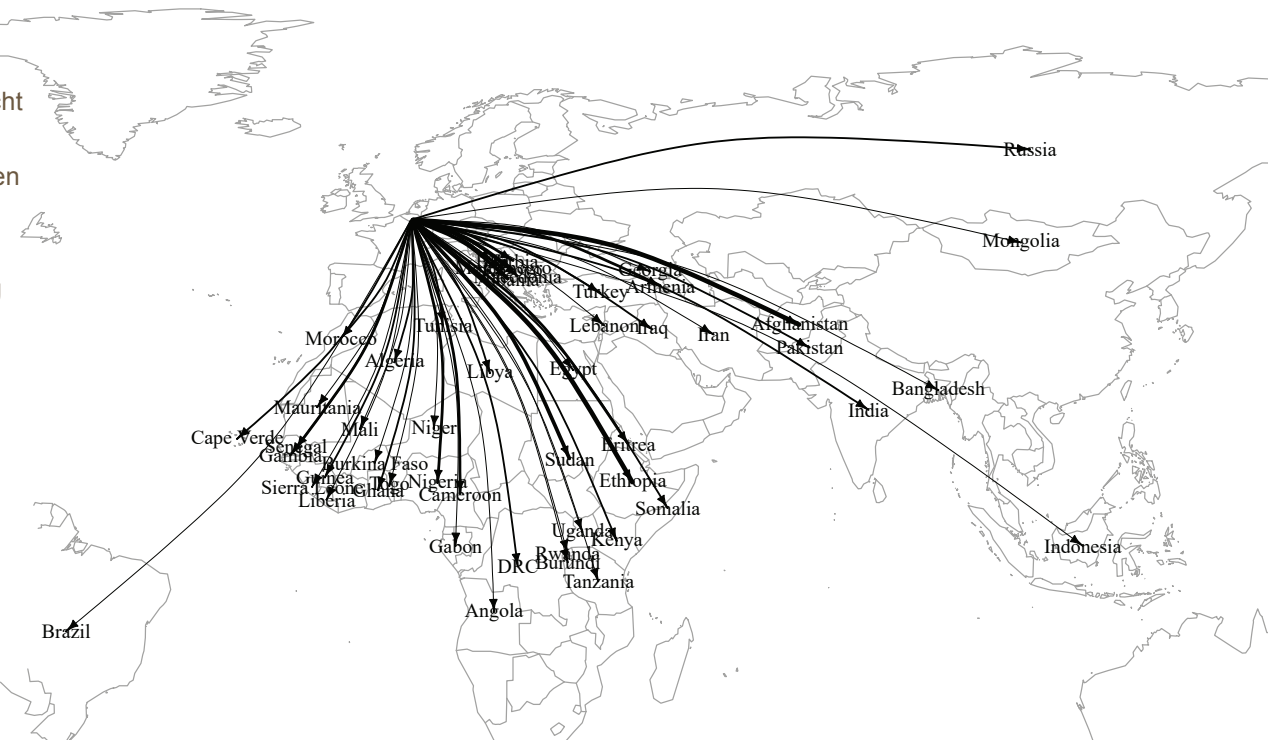 cht
en
Russia
Mongolia
Georgia
Armenia
Turkey
Lebanon
Iraq
Iran
Afghanistan
Pakistan
Bangladesh
India
Indonesia
Morocco
Tunisia
Algeria
Libya
Egypt
Mauritania
Mali
Niger
Cape Verde
Senegal
Gambia
Burkina Faso
Guinea
Sierra Leone
Liberia
Ghana
Togo
Nigeria
Cameroon
Sudan
Eritrea
Ethiopia
Somalia
Uganda
Kenya
Gabon
DRC
Rwanda
Burundi
Tanzania
Angola
Brazil